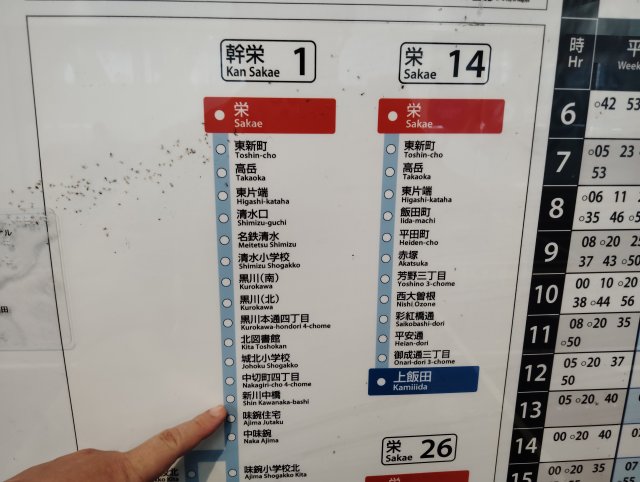 幹栄 1
Kan Sakae
栄
Sakae
東新町
Toshin-cho
高岳
Takaoka
東片端
Higashi-kataha
清水口
Shimizu-guchi
名鉄清水
Meitetsu Shimizu
清水小学校
Shimizu Shogakko
黒川(南)
Kurokawa
黒川(北)
Kurokawa
黒川本通四丁目
Kurokawa-hondori 4-chome
北図書館
Kita Toshokan
城北小学校
Johoku Shogakko
中切町四丁目
Nakagiri-cho 4-chome
新川中橋
Shin Kawanaka-bashi
味鋺住宅
Ajima Jutaku
中味鋺
Naka Ajima
味鋺小学校北
Ajima Shogakko Kita
栄 14
Sakae
栄
Sakae
東新町
Toshin-cho
高岳
Takaoka
東片端
Higashi-kataha
飯田町
Iida-machi
平田町
Heiden-cho
赤塚
Akatsuka
芳野三丁目
Yoshino 3-chome
西大曽根
Nishi Ozone
彩紅橋通
Saikobashi-dori
平安通
Heian-dori
御成通三丁目
Onari-dori 3-chome
上飯田
Kamiiida
栄 26
Sakae
時
Hr
平
Week
6 ○42 53
7 ○05 23
53
8 ○06 11
○35 46
9 08 ○20
37 43 ○50
10 00 10 ○20
○38 ○44 56
11 08 ○20 35
○50
12 ○05 ○20 37
50
13 05 ○20 40
14 00 ○20 40
15